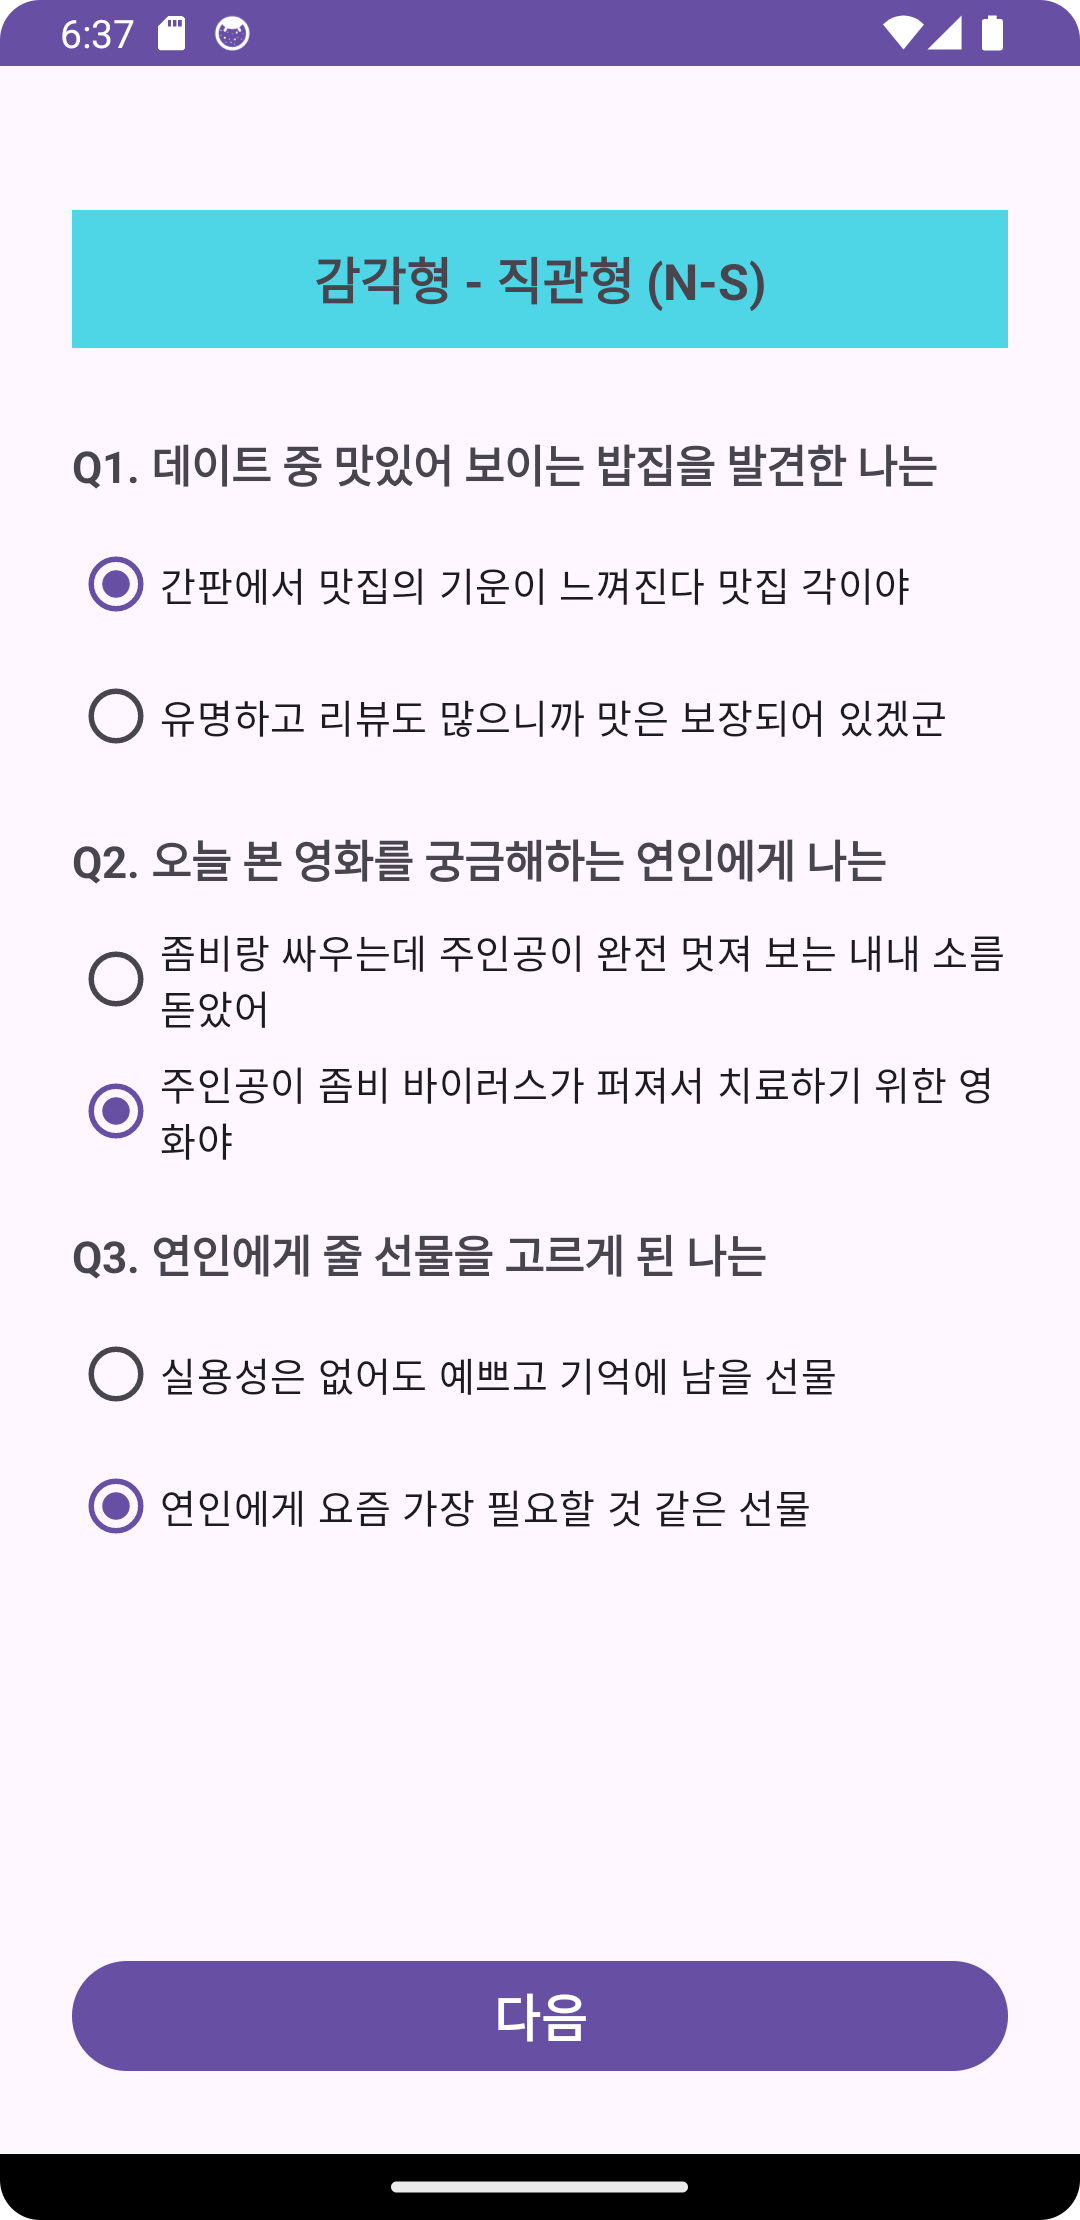 6:37
감각형 - 직관형 (N-S)
Q1. 데이트 중 맛있어 보이는 밥집을 발견한 나는
간판에서 맛집의 기운이 느껴진다 맛집 각이야
유명하고 리뷰도 많으니까 맛은 보장되어 있겠군
Q2. 오늘 본 영화를 궁금해하는 연인에게 나는
좀비랑 싸우는데 주인공이 완전 멋져 보는 내내 소름
돋았어
주인공이 좀비 바이러스가 퍼져서 치료하기 위한 영
화야
Q3. 연인에게 줄 선물을 고르게 된 나는
실용성은 없어도 예쁘고 기억에 남을 선물
연인에게 요즘 가장 필요할 것 같은 선물
다음